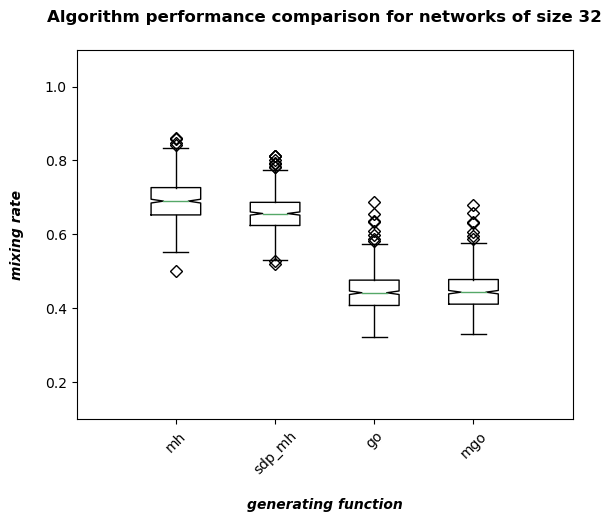 Algorithm performance comparison for networks of size 32
1.0
0.8
0.6
0.4
0.2
mixing rate
mh
sdp_mh
go
mgo
generating function